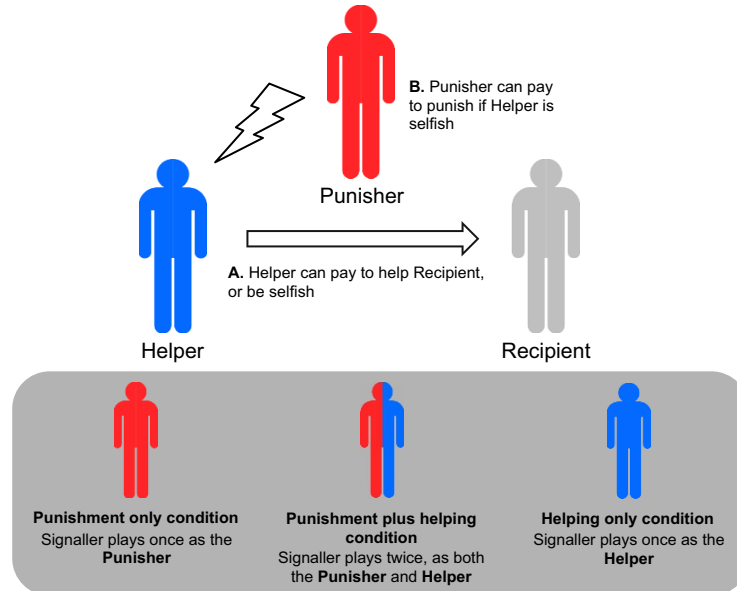 B. Punisher can pay
to punish if Helper is
selfish
Punisher
A. Helper can pay to help Recipient,
or be selfish
Helper
Recipient
Punishment only condition
Signaller plays once as the
Punisher
Punishment plus helping
condition
Signaller plays twice, as both
the Punisher and Helper
Helping only condition
Signaller plays once as the
Helper